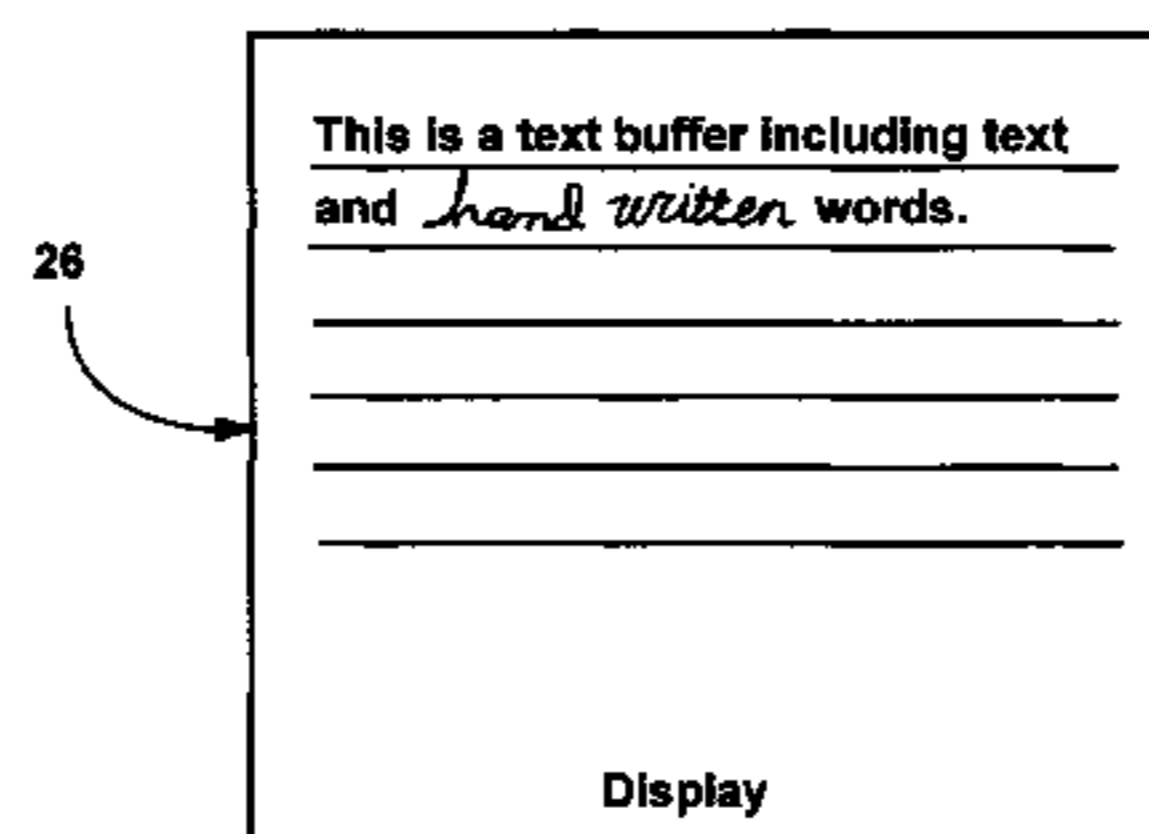 This is a text buffer including text
and hand written words.
26
Display